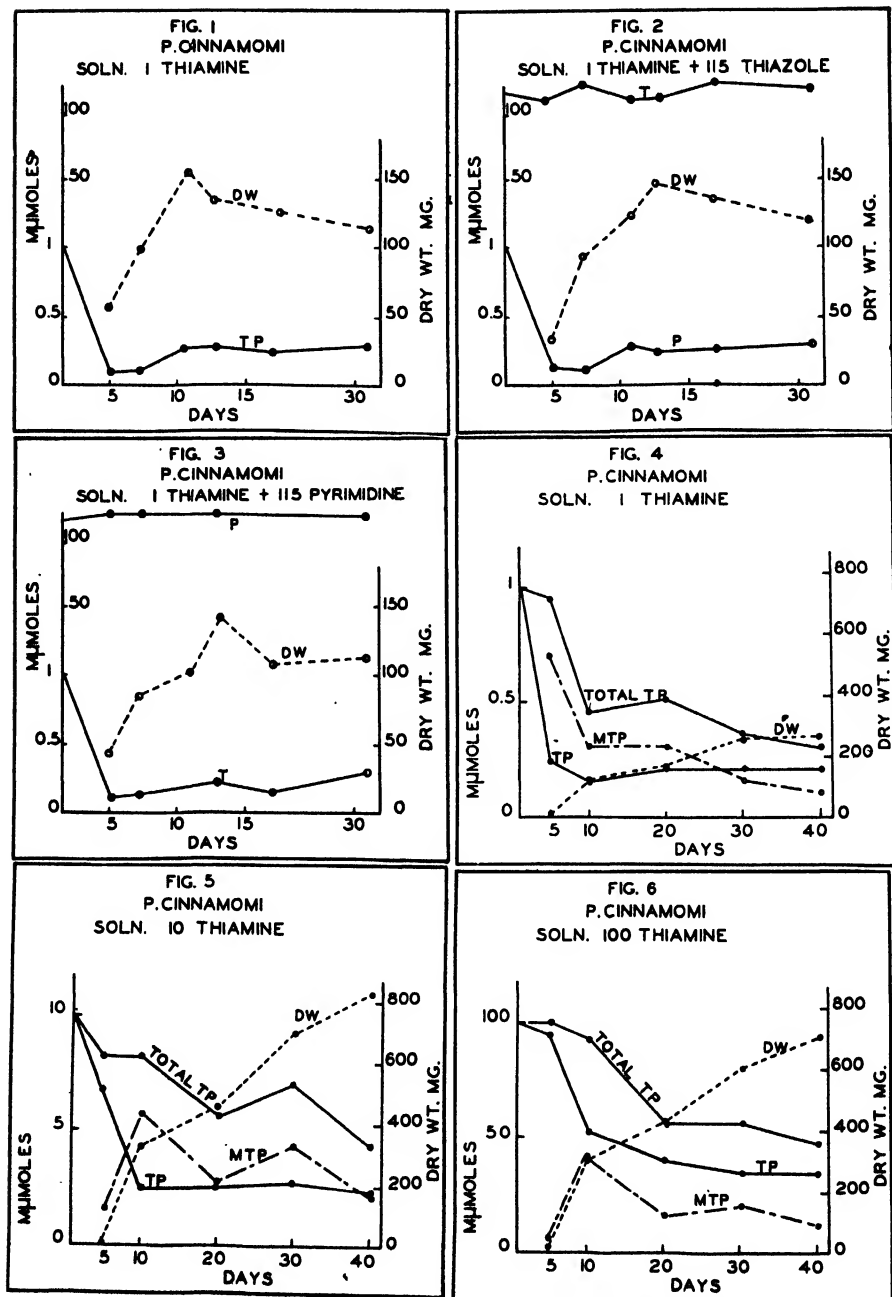 FIG. 1
P.CINNAMOMI
SOLN. 1 THIAMINE
100
50
1
0.5
0
MμMOLES
DW
TP
150
100
50
0
DRY WT. MG.
5 10 15 30
DAYS
FIG. 2
P.CINNAMOMI
SOLN. 1 THIAMINE + 115 THIAZOLE
100
50
1
0.5
0
MμMOLES
T
DW
P
150
100
50
0
DRY WT. MG.
5 10 15 30
DAYS
FIG. 3
P.CINNAMOMI
SOLN. 1 THIAMINE + 115 PYRIMIDINE
100
50
1
0.5
0
MμMOLES
P
DW
T
150
100
50
0
DRY WT. MG.
5 10 15 30
DAYS
FIG. 4
P.CINNAMOMI
SOLN. 1 THIAMINE
1
0.5
0
MμMOLES
TOTAL TP
MTP
TP
DW
800
600
400
200
0
DRY WT. MG.
5 10 20 30 40
DAYS
FIG. 5
P.CINNAMOMI
SOLN. 10 THIAMINE
10
5
0
MμMOLES
DW
TOTAL TP
MTP
TP
800
600
400
200
0
DRY WT. MG.
5 10 20 30 40
DAYS
FIG. 6
P.CINNAMOMI
SOLN. 100 THIAMINE
100
50
0
MμMOLES
DW
TOTAL TP
TP
MTP
800
600
400
200
0
DRY WT. MG.
5 10 20 30 40
DAYS